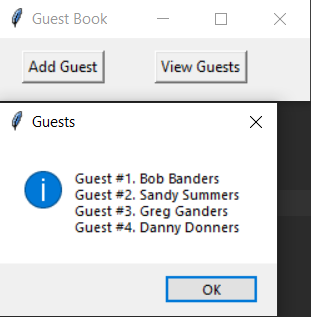 Guest Book
Add Guest
View Guests
Guests
Guest #1. Bob Banders
Guest #2. Sandy Summers
Guest #3. Greg Ganders
Guest #4. Danny Donners
OK